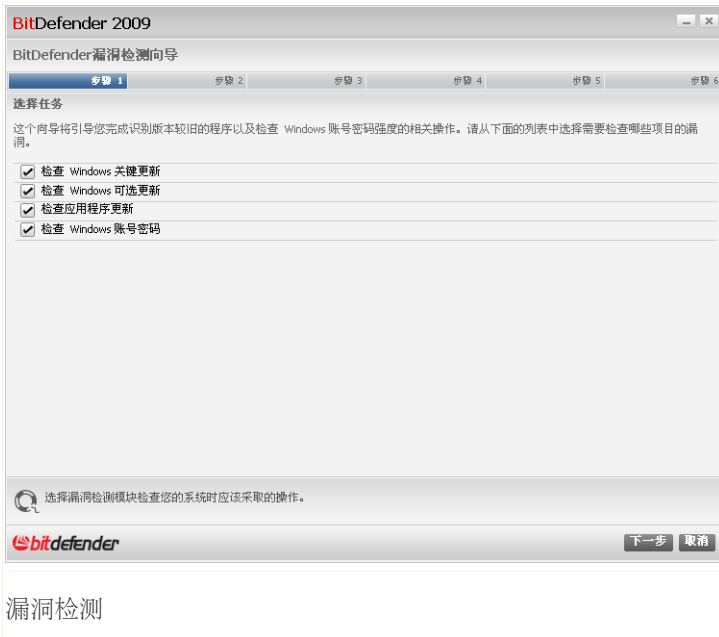 BitDefender 2009
BitDefender漏洞检测向导
步骤 1 步骤 2 步骤 3 步骤 4 步骤 5 步骤 6
选择任务
这个向导将引导您完成识别版本较旧的程序以及检查 Windows 账号密码强度的相关操作。请从下面的列表中选择需要检查哪些项目的漏
洞。
检查 Windows 关键更新
检查 Windows 可选更新
检查应用程序更新
检查 Windows 账号密码
选择漏洞检测模块检查您的系统时应该采取的操作。
bitdefender
下一步 取消
漏洞检测